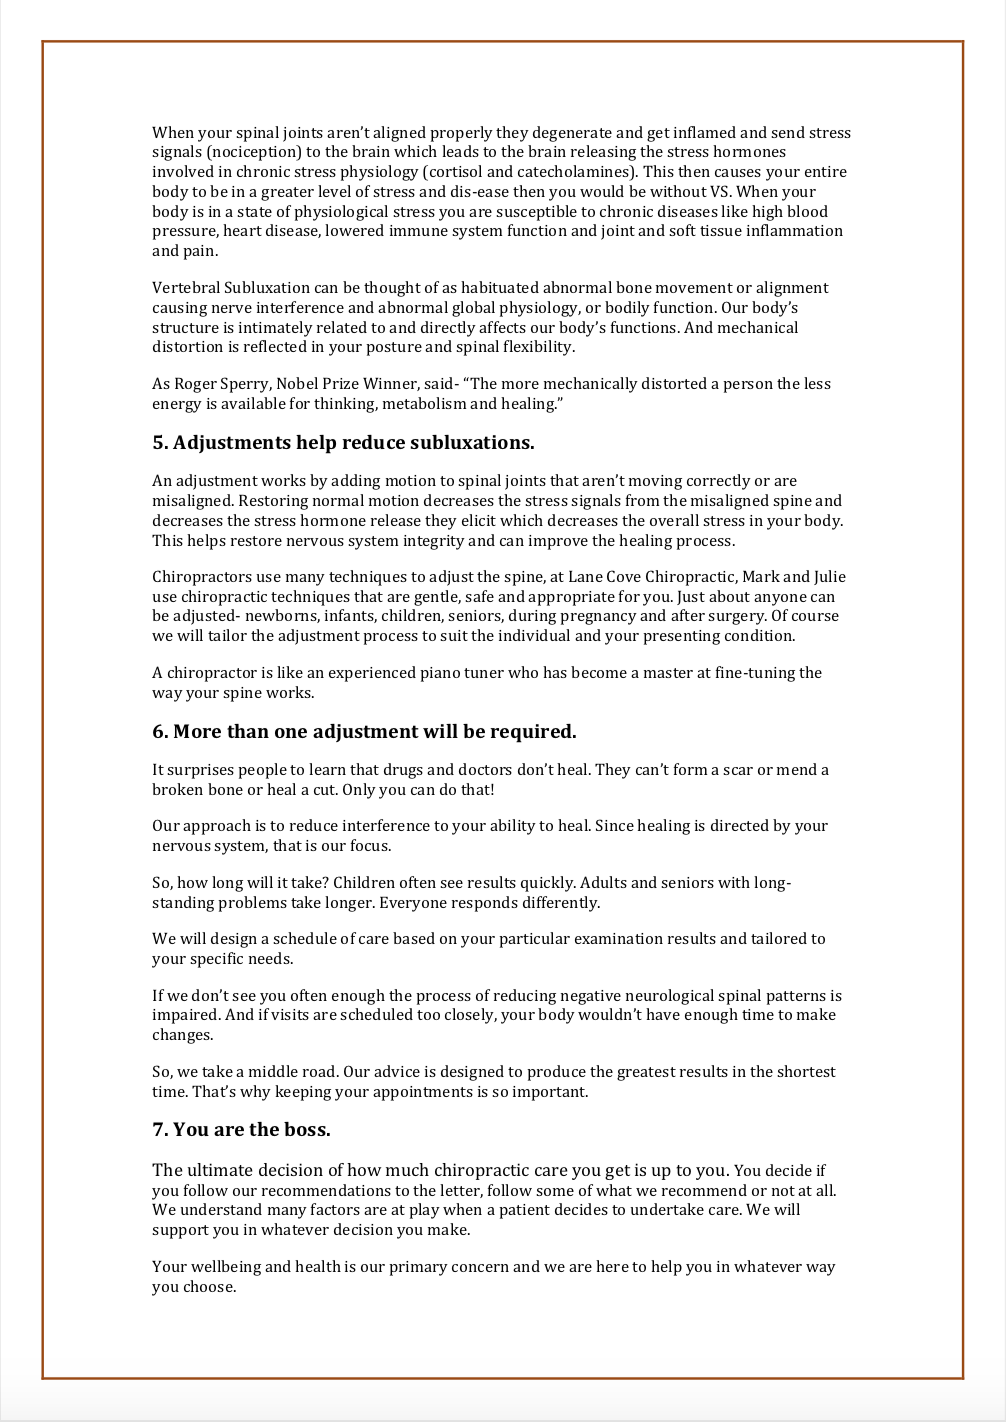 When your spinal joints aren’t aligned properly they degenerate and get inflamed and send stress
signals (nociception) to the brain which leads to the brain releasing the stress hormones
involved in chronic stress physiology (cortisol and catecholamines). This then causes your entire
body to be in a greater level of stress and dis-ease then you would be without VS. When your
body is in a state of physiological stress you are susceptible to chronic diseases like high blood
pressure, heart disease, lowered immune system function and joint and soft tissue inflammation
and pain.
Vertebral Subluxation can be thought of as habituated abnormal bone movement or alignment
causing nerve interference and abnormal global physiology, or bodily function. Our body’s
structure is intimately related to and directly affects our body’s functions. And mechanical
distortion is reflected in your posture and spinal flexibility.
As Roger Sperry, Nobel Prize Winner, said- “The more mechanically distorted a person the less
energy is available for thinking, metabolism and healing.”
5. Adjustments help reduce subluxations.
An adjustment works by adding motion to spinal joints that aren’t moving correctly or are
misaligned. Restoring normal motion decreases the stress signals from the misaligned spine and
decreases the stress hormone release they elicit which decreases the overall stress in your body.
This helps restore nervous system integrity and can improve the healing process.
Chiropractors use many techniques to adjust the spine, at Lane Cove Chiropractic, Mark and Julie
use chiropractic techniques that are gentle, safe and appropriate for you. Just about anyone can
be adjusted- newborns, infants, children, seniors, during pregnancy and after surgery. Of course
we will tailor the adjustment process to suit the individual and your presenting condition.
A chiropractor is like an experienced piano tuner who has become a master at fine-tuning the
way your spine works.
6. More than one adjustment will be required.
It surprises people to learn that drugs and doctors don’t heal. They can’t form a scar or mend a
broken bone or heal a cut. Only you can do that!
Our approach is to reduce interference to your ability to heal. Since healing is directed by your
nervous system, that is our focus.
So, how long will it take? Children often see results quickly. Adults and seniors with long-
standing problems take longer. Everyone responds differently.
We will design a schedule of care based on your particular examination results and tailored to
your specific needs.
If we don’t see you often enough the process of reducing negative neurological spinal patterns is
impaired. And if visits are scheduled too closely, your body wouldn’t have enough time to make
changes.
So, we take a middle road. Our advice is designed to produce the greatest results in the shortest
time. That’s why keeping your appointments is so important.
7. You are the boss.
The ultimate decision of how much chiropractic care you get is up to you. You decide if
you follow our recommendations to the letter, follow some of what we recommend or not at all.
We understand many factors are at play when a patient decides to undertake care. We will
support you in whatever decision you make.
Your wellbeing and health is our primary concern and we are here to help you in whatever way
you choose.